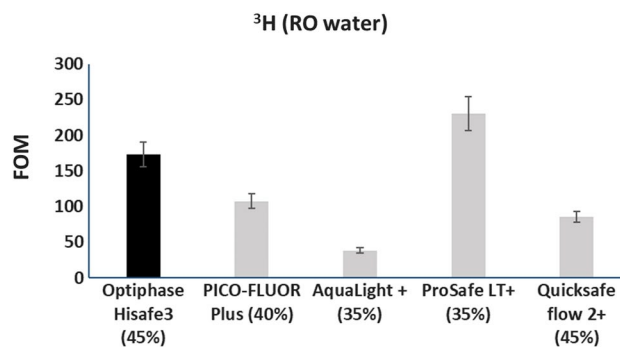 ³H (RO water)
FOM
300
250
200
150
100
50
0
Optiphase Hisafe3 (45%)
PICO-FLUOR Plus (40%)
AquaLight + (35%)
ProSafe LT+ (35%)
Quicksafe flow 2+ (45%)